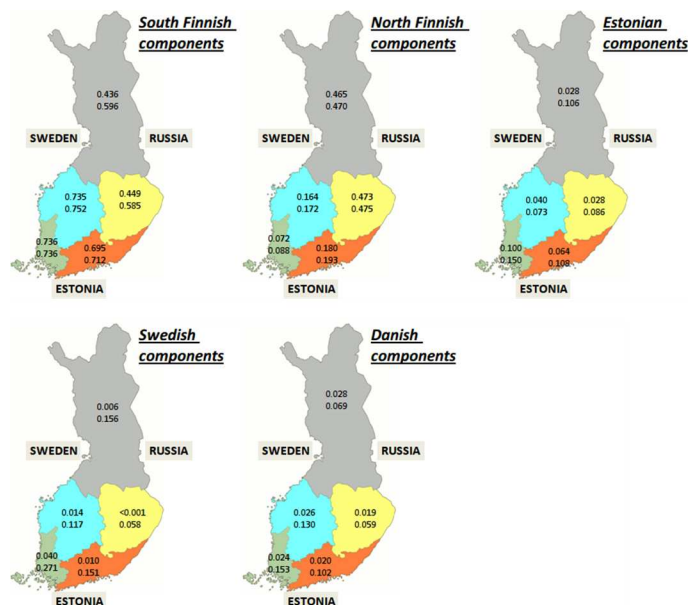 South Finnish
components
0.436
0.596
SWEDEN
RUSSIA
0.735
0.752
0.449
0.585
0.736
0.736
0.695
0.712
ESTONIA
North Finnish
components
0.465
0.470
SWEDEN
RUSSIA
0.164
0.172
0.473
0.475
0.072
0.088
0.180
0.193
ESTONIA
Estonian
components
0.028
0.106
SWEDEN
RUSSIA
0.040
0.073
0.028
0.086
0.100
0.150
0.064
0.108
ESTONIA
Swedish
components
0.006
0.156
SWEDEN
RUSSIA
0.014
0.117
<0.001
0.058
0.040
0.271
0.010
0.151
ESTONIA
Danish
components
0.028
0.069
SWEDEN
RUSSIA
0.026
0.130
0.019
0.059
0.024
0.153
0.020
0.102
ESTONIA